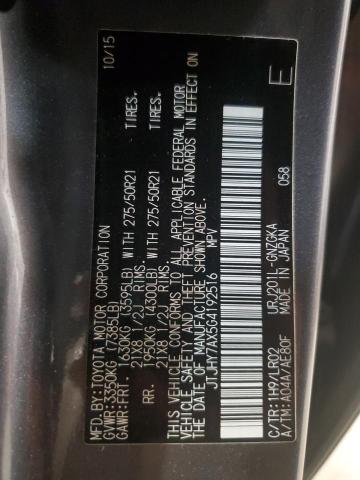 MFD. BY: TOYOTA MOTOR CORPORATION 10/15
GVWR: 3350KG (7385LB)
GAWR: FRT. 1630KG (3595LB) WITH 275/50R21 TIRES.
21X8 1/2J RIMS.
RR. 1950KG (4300LB) WITH 275/50R21 TIRES.
21X8 1/2J RIMS.
THIS VEHICLE CONFORMS TO ALL APPLICABLE FEDERAL MOTOR
VEHICLE SAFETY AND THEFT PREVENTION STANDARDS IN EFFECT ON
THE DATE OF MANUFACTURE SHOWN ABOVE.
JTJHY7AX5G4192516 MPV
E
URJ201L-GNZGKA
C/TR: 1H9/LR02 MADE IN JAPAN 058
A/TM: A04A/AE80F